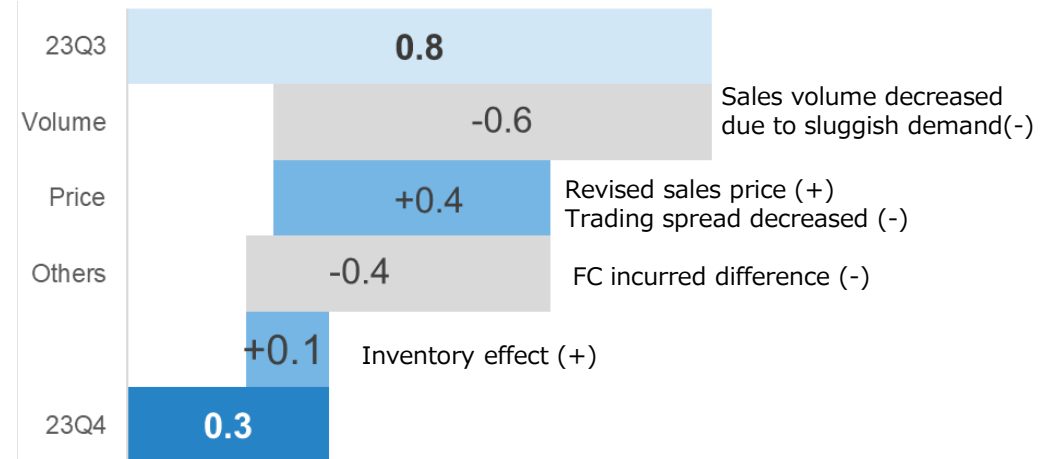 23Q3
0.8
Volume
-0.6
Sales volume decreased
due to sluggish demand(-)
Price
+0.4
Revised sales price (+)
Trading spread decreased (-)
Others
-0.4
FC incurred difference (-)
+0.1
Inventory effect (+)
23Q4
0.3